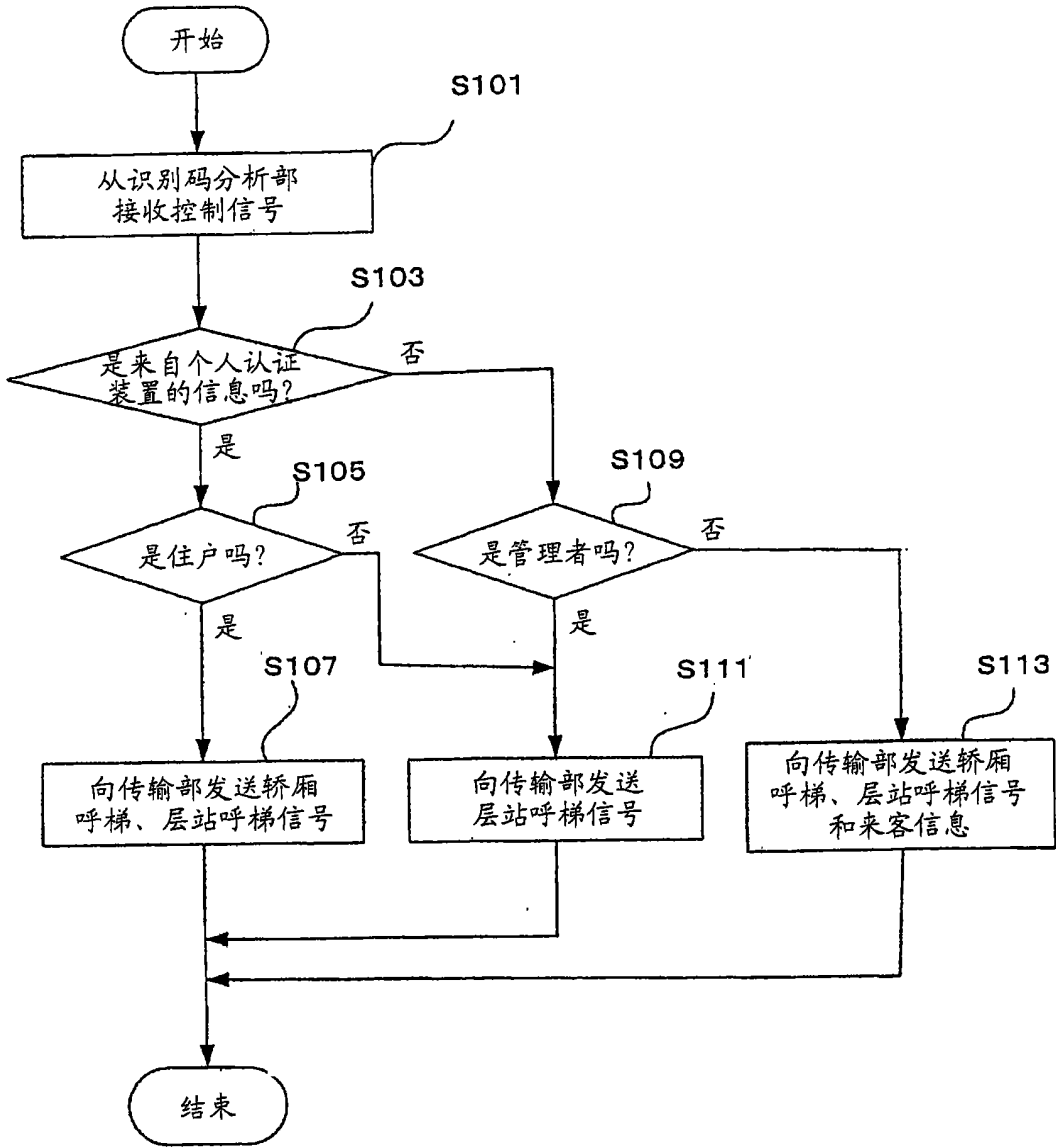 开始
S101
从识别码分析部
接收控制信号
S103
是来自个人认证
装置的信息吗?
否
是
S105
是住户吗?
否
是
S109
是管理者吗?
否
是
S107
向传输部发送轿厢
呼梯、层站呼梯信号
S111
向传输部发送
层站呼梯信号
S113
向传输部发送轿厢
呼梯、层站呼梯信号
和来客信息
结束